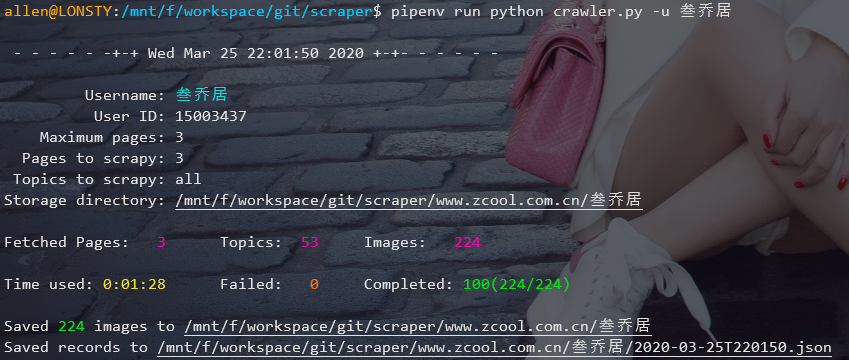 allen@LONSTY:/mnt/f/workspace/git/scraper$ pipenv run python crawler.py -u 叁乔居
- - - - - -+-+ Wed Mar 25 22:01:50 2020 +-+- - - - - -
Username: 叁乔居
User ID: 15003437
Maximum pages: 3
Pages to scrapy: 3
Topics to scrapy: all
Storage directory: /mnt/f/workspace/git/scraper/www.zcool.com.cn/叁乔居
Fetched Pages: 3 Topics: 53 Images: 224
Time used: 0:01:28 Failed: 0 Completed: 100(224/224)
Saved 224 images to /mnt/f/workspace/git/scraper/www.zcool.com.cn/叁乔居
Saved records to /mnt/f/workspace/git/scraper/www.zcool.com.cn/叁乔居/2020-03-25T220150.json